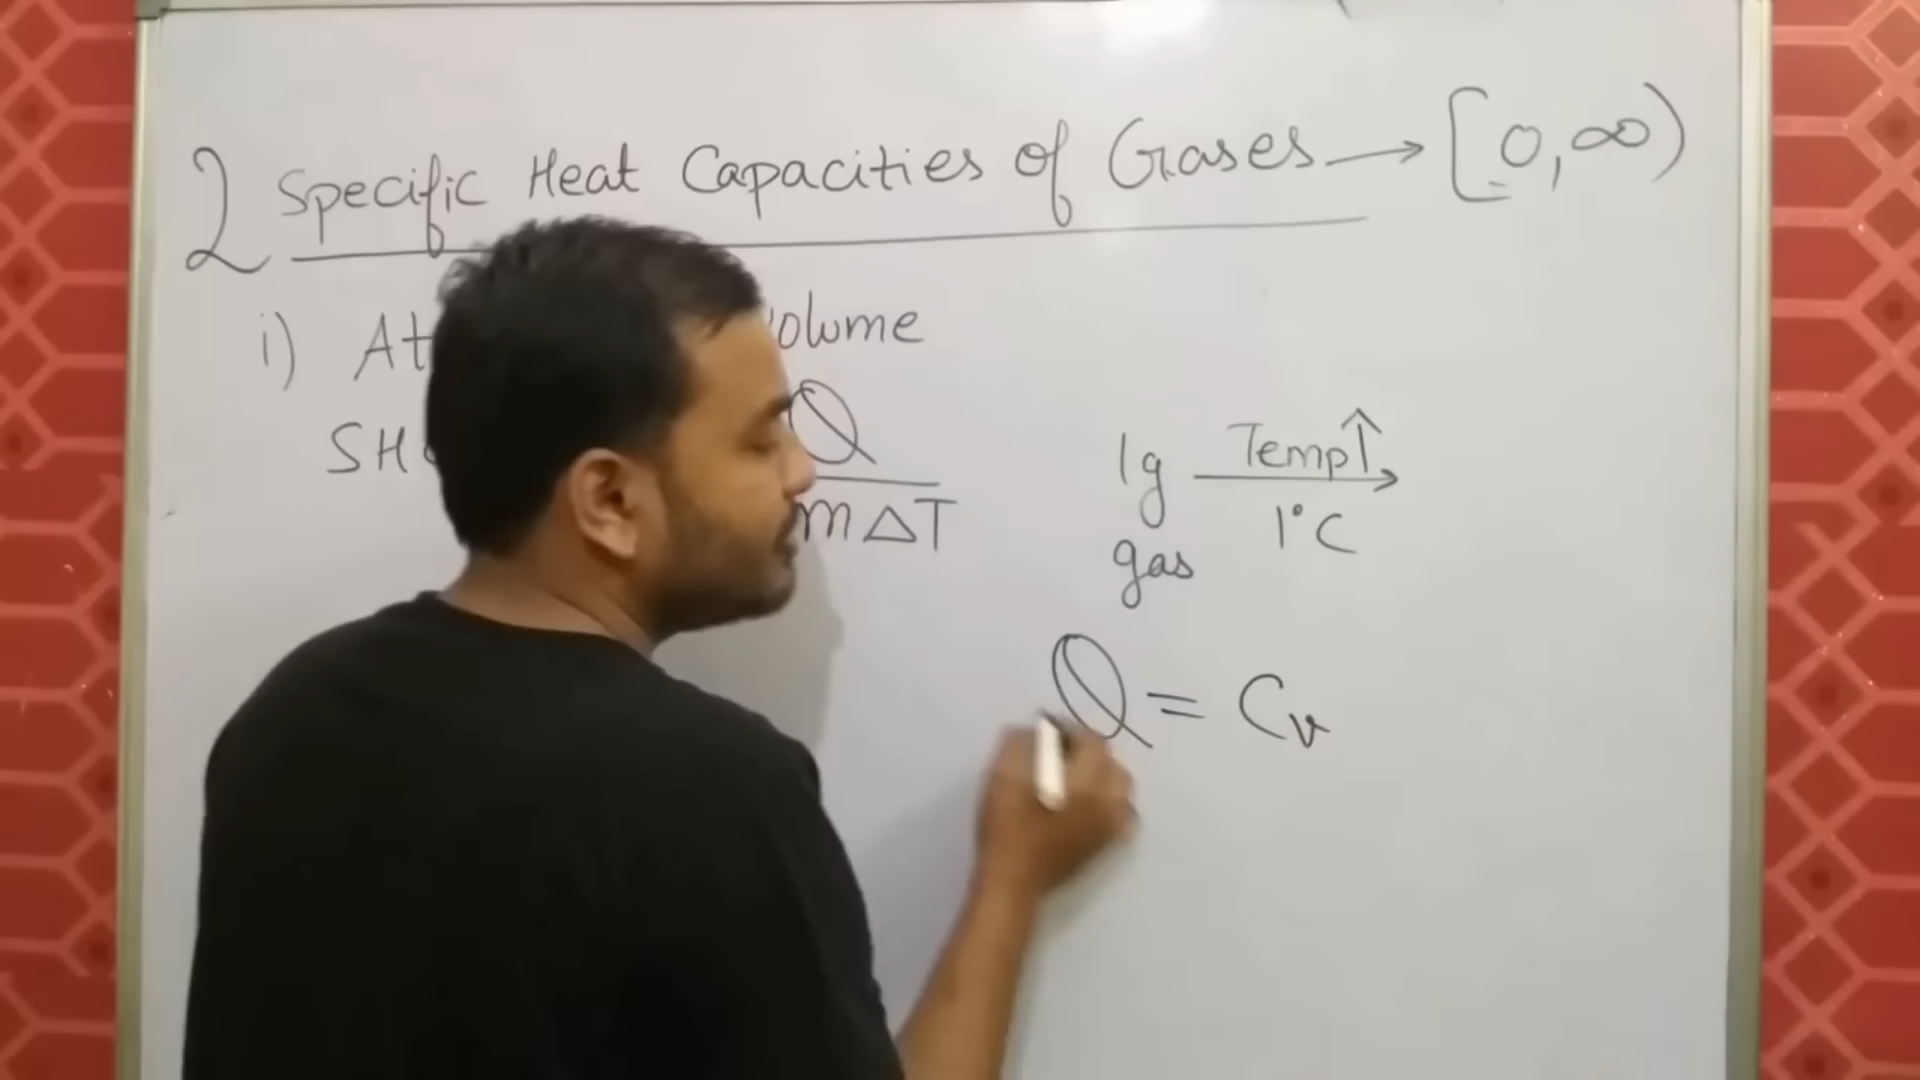 2 Specific Heat Capacities of Gases → [0, ∞)
i) At olume
SH Q
mΔT
1g Temp↑
gas 1°C
Q = Cv